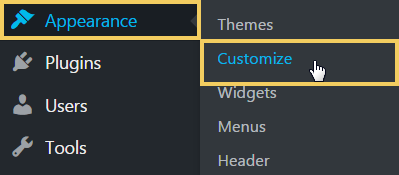 Appearance
Plugins
Users
Tools
Themes
Customize
Widgets
Menus
Header